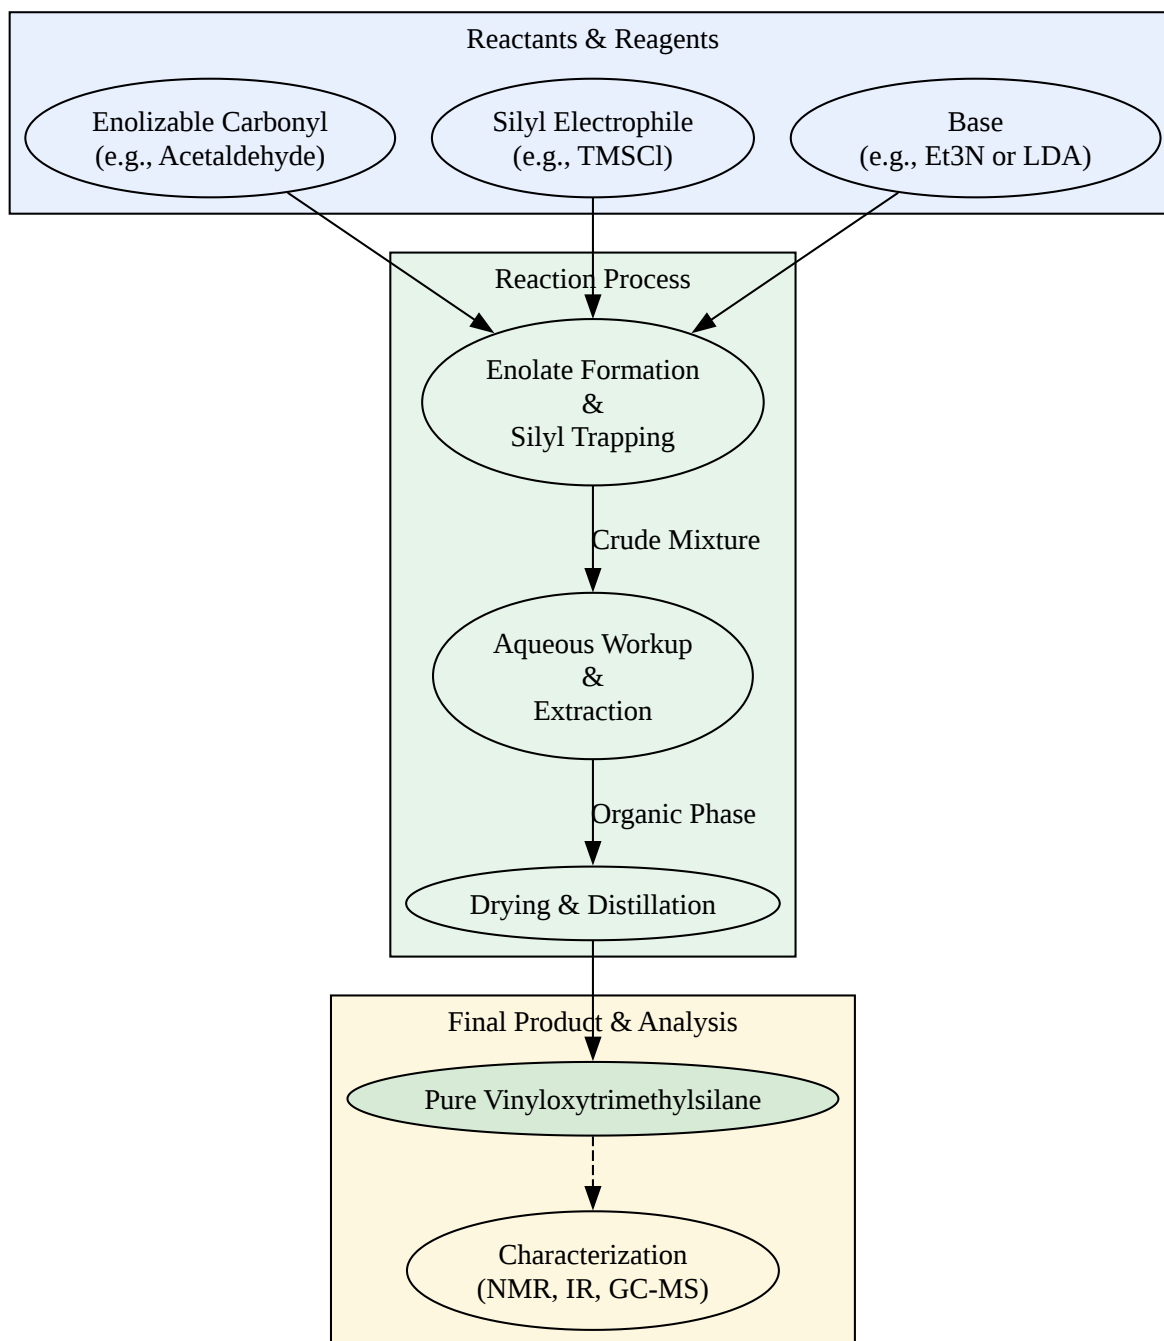 Reactants & Reagents
Enolizable Carbonyl
(e.g., Acetaldehyde)
Silyl Electrophile
(e.g., TMSCl)
Base
(e.g., Et3N or LDA)
Reaction Process
Enolate Formation
&
Silyl Trapping
Crude Mixture
Aqueous Workup
&
Extraction
Organic Phase
Drying & Distillation
Final Product & Analysis
Pure Vinyloxytrimethylsilane
Characterization
(NMR, IR, GC-MS)